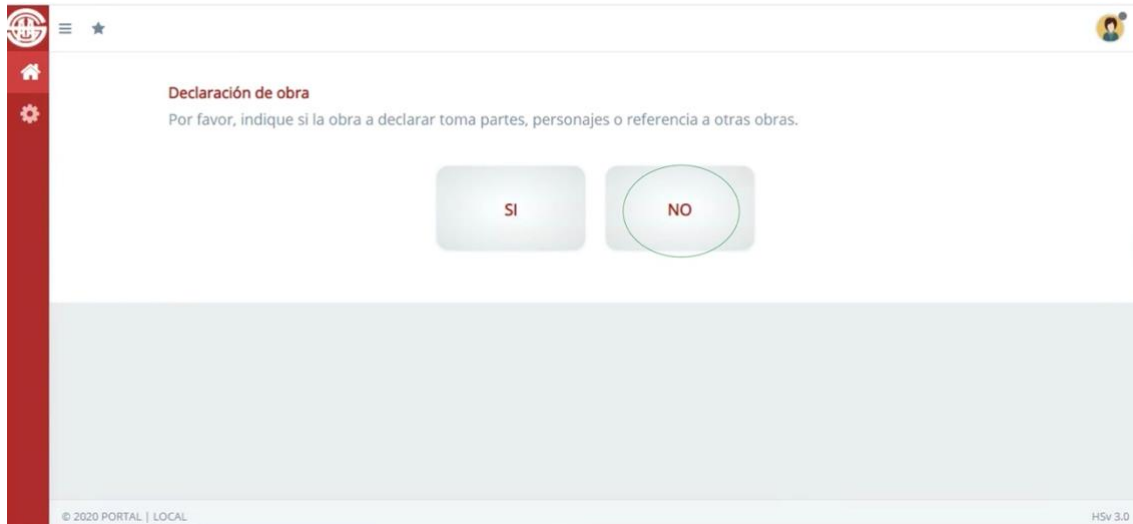 Declaración de obra
Por favor, indique si la obra a declarar toma partes, personajes o referencia a otras obras.
SI
NO
© 2020 PORTAL | LOCAL
HSv 3.0